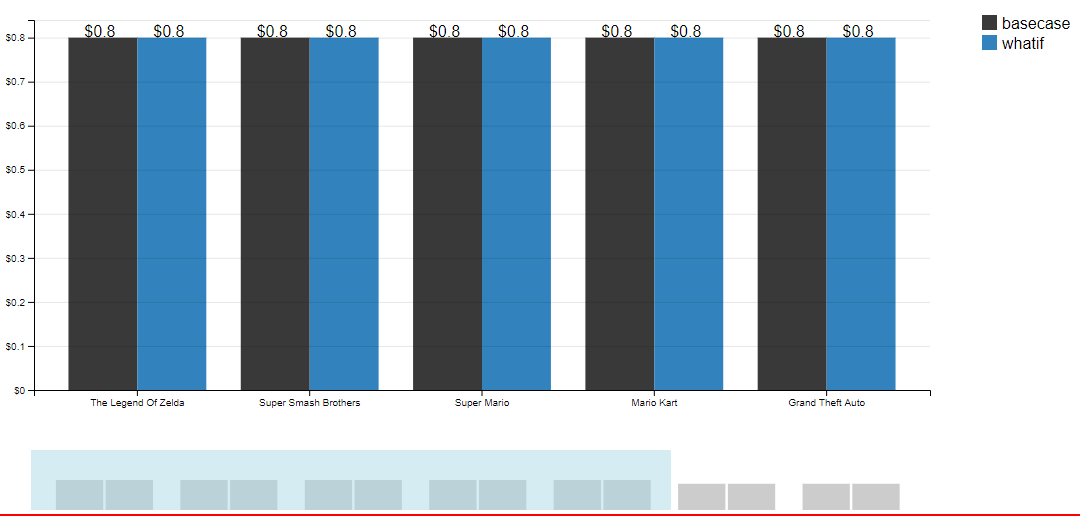 $0.8 $0.8 $0.8 $0.8 $0.8 $0.8 $0.8 $0.8 $0.8 $0.8
basecase
whatif
$0.8
$0.7
$0.6
$0.5
$0.4
$0.3
$0.2
$0.1
$0
The Legend Of Zelda Super Smash Brothers Super Mario Mario Kart Grand Theft Auto